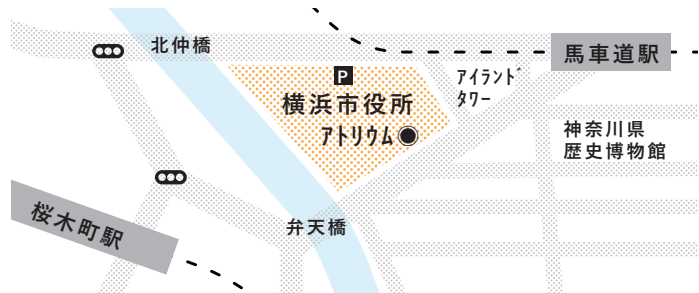 北仲橋
馬車道駅
P
アイランド
タワー
横浜市役所
アトリウム
神奈川県
歴史博物館
桜木町駅
弁天橋